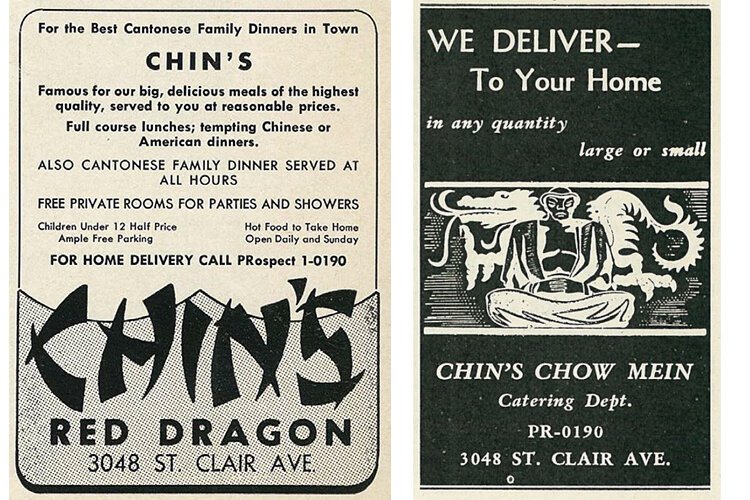 For the Best Cantonese Family Dinners in Town
CHIN'S
Famous for our big, delicious meals of the highest
quality, served to you at reasonable prices.
Full course lunches; tempting Chinese or
American dinners.
ALSO CANTONESE FAMILY DINNER SERVED AT
ALL HOURS
FREE PRIVATE ROOMS FOR PARTIES AND SHOWERS
Children Under 12 Half Price
Ample Free Parking
Hot Food to Take Home
Open Daily and Sunday
FOR HOME DELIVERY CALL PRospect 1-0190
CHIN'S
RED DRAGON
3048 ST. CLAIR AVE.
WE DELIVER—
To Your Home
in any quantity
large or small
CHIN'S CHOW MEIN
Catering Dept.
PR-0190
3048 ST. CLAIR AVE.